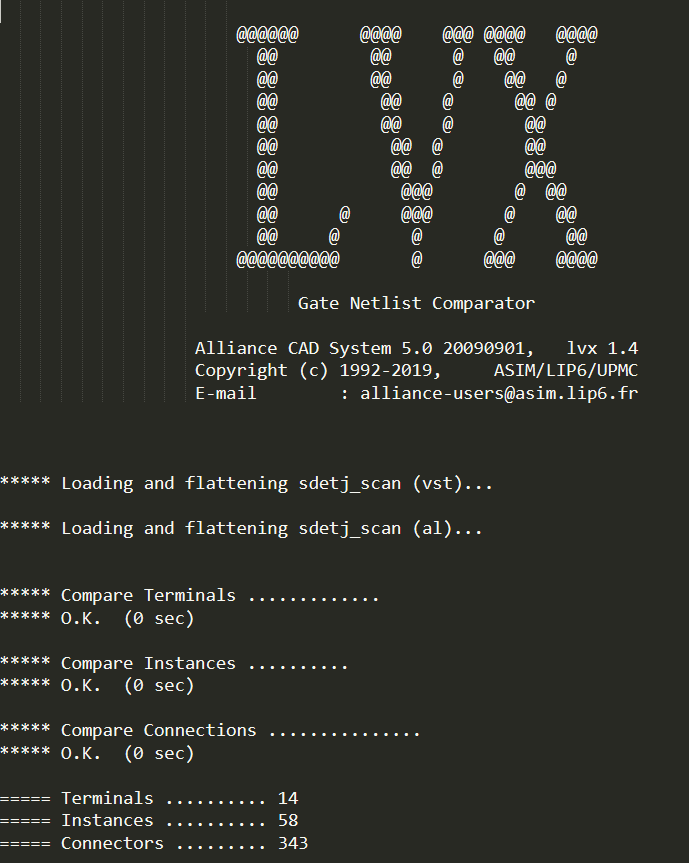 @@@@@@      @@@@    @@@ @@@@   @@@@
@@         @@      @   @@     @
@@         @@      @    @@   @
@@          @@    @      @@ @
@@          @@    @       @@
@@           @@  @        @@
@@           @@  @        @@@
@@            @@@        @  @@
@@      @     @@@       @    @@
@@     @       @       @      @@
@@@@@@@@@@       @      @@@    @@@@
Gate Netlist Comparator
Alliance CAD System 5.0 20090901,   lvx 1.4
Copyright (c) 1992-2019,     ASIM/LIP6/UPMC
E-mail        : alliance-users@asim.lip6.fr
***** Loading and flattening sdetj_scan (vst)...
***** Loading and flattening sdetj_scan (al)...
***** Compare Terminals .............
***** O.K.  (0 sec)
***** Compare Instances ..........
***** O.K.  (0 sec)
***** Compare Connections ...............
***** O.K.  (0 sec)
===== Terminals .......... 14
===== Instances .......... 58
===== Connectors ......... 343